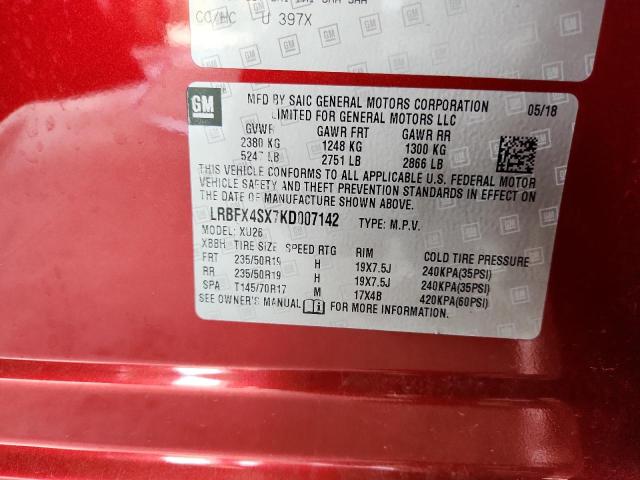 CC/HC U 397X
GM
MFD BY SAIC GENERAL MOTORS CORPORATION 05/18
LIMITED FOR GENERAL MOTORS LLC
GVWR GAWR FRT GAWR RR
2380 KG 1248 KG 1300 KG
5247 LB 2751 LB 2866 LB
THIS VEHICLE CONFORMS TO ALL APPLICABLE U.S. FEDERAL MOTOR
VEHICLE SAFETY AND THEFT PREVENTION STANDARDS IN EFFECT ON
THE DATE OF MANUFACTURE SHOWN ABOVE.
LRBFX4SX7KD007142 TYPE: M.P.V.
MODEL: XU26
XBBH TIRE SIZE SPEED RTG RIM COLD TIRE PRESSURE
FRT 235/50R19 H 19X7.5J 240KPA(35PSI)
RR 235/50R19 H 19X7.5J 240KPA(35PSI)
SPA T145/70R17 M 17X4B 420KPA(60PSI)
SEE OWNER'S MANUAL i FOR MORE INFORMATION